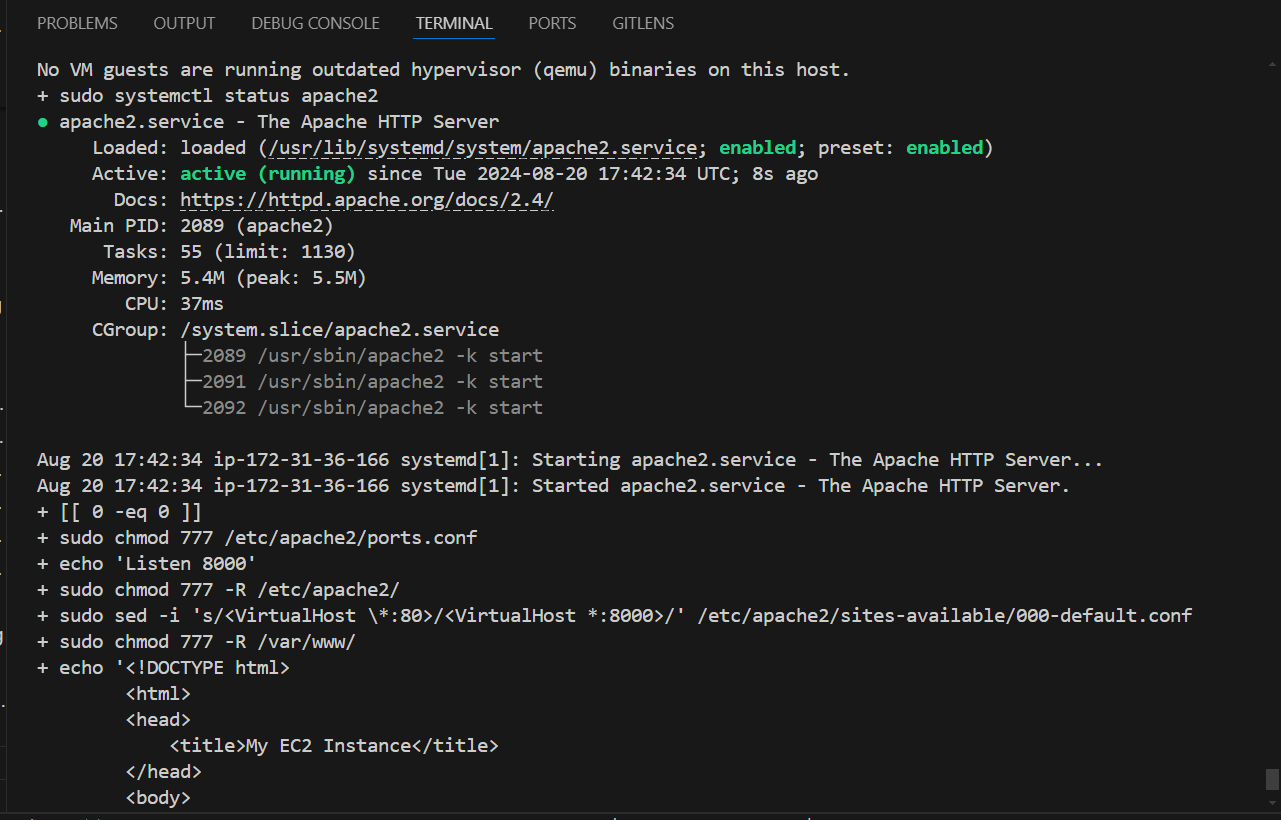 PROBLEMS OUTPUT DEBUG CONSOLE TERMINAL PORTS GITLENS
No VM guests are running outdated hypervisor (qemu) binaries on this host.
+ sudo systemctl status apache2
● apache2.service - The Apache HTTP Server
Loaded: loaded (/usr/lib/systemd/system/apache2.service; enabled; preset: enabled)
Active: active (running) since Tue 2024-08-20 17:42:34 UTC; 8s ago
Docs: https://httpd.apache.org/docs/2.4/
Main PID: 2089 (apache2)
Tasks: 55 (limit: 1130)
Memory: 5.4M (peak: 5.5M)
CPU: 37ms
CGroup: /system.slice/apache2.service
├─2089 /usr/sbin/apache2 -k start
├─2091 /usr/sbin/apache2 -k start
└─2092 /usr/sbin/apache2 -k start
Aug 20 17:42:34 ip-172-31-36-166 systemd[1]: Starting apache2.service - The Apache HTTP Server...
Aug 20 17:42:34 ip-172-31-36-166 systemd[1]: Started apache2.service - The Apache HTTP Server.
+ [[ 0 -eq 0 ]]
+ sudo chmod 777 /etc/apache2/ports.conf
+ echo 'Listen 8000'
+ sudo chmod 777 -R /etc/apache2/
+ sudo sed -i 's/<VirtualHost \*:80>/<VirtualHost *:8000>/' /etc/apache2/sites-available/000-default.conf
+ sudo chmod 777 -R /var/www/
+ echo '<!DOCTYPE html>
<html>
<head>
<title>My EC2 Instance</title>
</head>
<body>